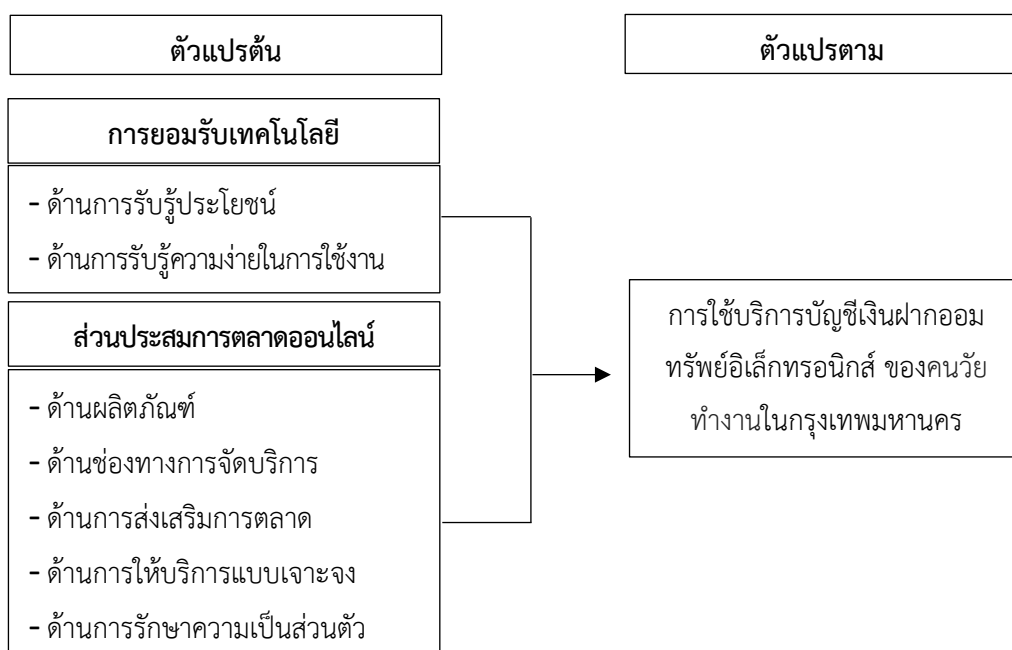 ตัวแปรต้น
ตัวแปรตาม
การยอมรับเทคโนโลยี
- ด้านการรับรู้ประโยชน์
- ด้านการรับรู้ความง่ายในการใช้งาน
ส่วนประสมการตลาดออนไลน์
- ด้านผลิตภัณฑ์
- ด้านช่องทางการจัดบริการ
- ด้านการส่งเสริมการตลาด
- ด้านการให้บริการแบบเจาะจง
- ด้านการรักษาความเป็นส่วนตัว
การใช้บริการบัญชีเงินฝากออม
ทรัพย์อิเล็กทรอนิกส์ ของคนวัย
ทำงานในกรุงเทพมหานคร